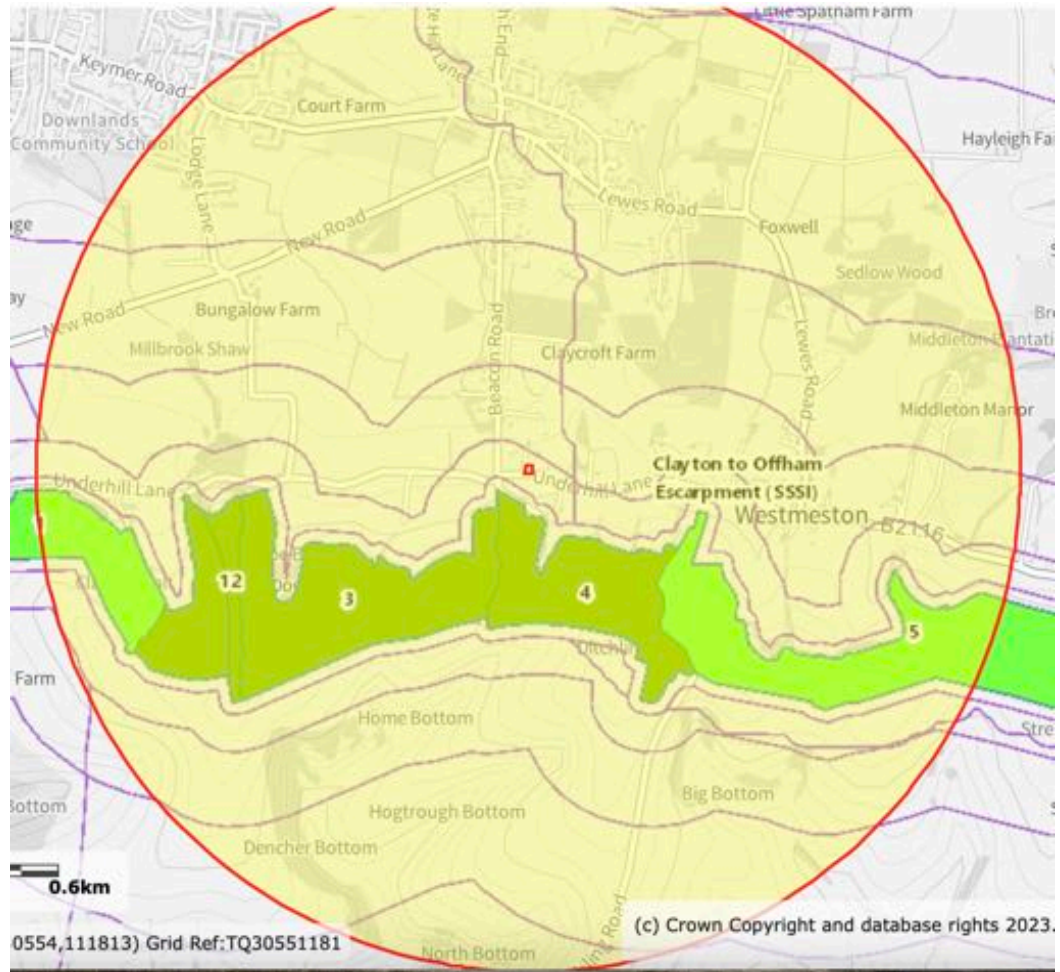 Little Spatham Farm
Keymer Road
Court Farm
Downlands
Community School
Lodge Lane
Hayleigh Fa
Lewes Road
New Road
Foxwell
Sedlow Wood
New Road
Bungalow Farm
Millbrook Shaw
Beacon Road
Claycroft Farm
Lewes Road
Middleton Plantati
Middleton Manor
Underhill Lane
Underhill Lane
Clayton to Offham
Escarpment (SSSI)
Westmeston
B2116
12
3
4
5
Farm
Home Bottom
Stre
Bottom
Hogtrough Bottom
Big Bottom
Dencher Bottom
0.6km
0554,111813) Grid Ref:TQ30551181
North Bottom
ling Road
(c) Crown Copyright and database rights 2023.